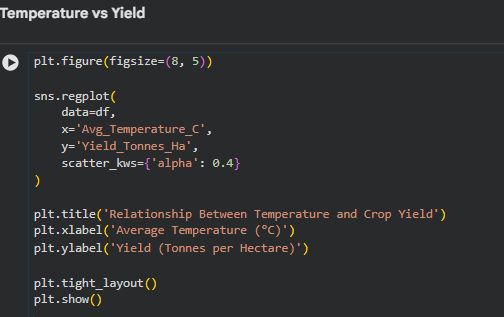 Temperature vs Yield
plt.figure(figsize=(8, 5))
sns.regplot(
data=df,
x='Avg_Temperature_C',
y='Yield_Tonnes_Ha',
scatter_kws={'alpha': 0.4}
)
plt.title('Relationship Between Temperature and Crop Yield')
plt.xlabel('Average Temperature (°C)')
plt.ylabel('Yield (Tonnes per Hectare)')
plt.tight_layout()
plt.show()